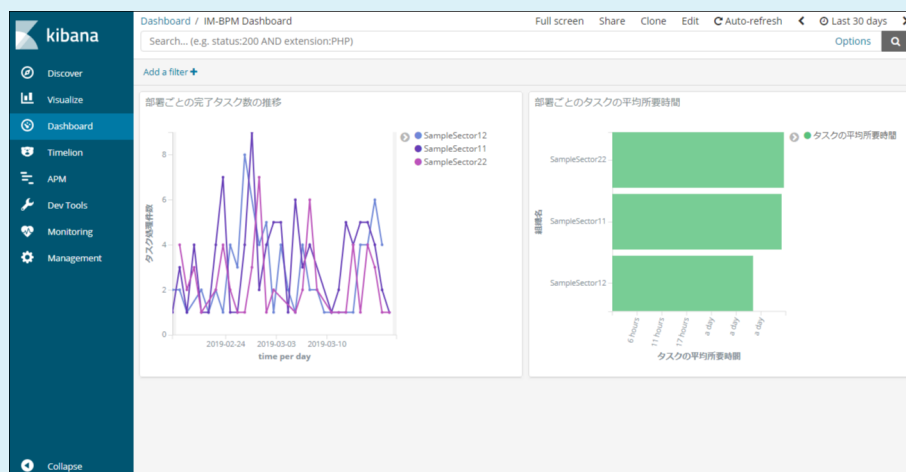 kibana
Discover
Visualize
Dashboard
Timelion
APM
Dev Tools
Monitoring
Management
Collapse
Dashboard / IM-BPM Dashboard
Full screen Share Clone Edit Auto-refresh Last 30 days
Search... (e.g. status:200 AND extension:PHP)
Options
Add a filter
部署ごとの完了タスク数の推移
SampleSector12
SampleSector11
SampleSector22
タスク処理件数
8
6
4
2
0
2019-02-24 2019-03-03 2019-03-10
time per day
部署ごとのタスクの平均所要時間
タスクの平均所要時間
組織名
SampleSector22
SampleSector11
SampleSector12
6 hours 11 hours 17 hours a day a day a day
タスクの平均所要時間